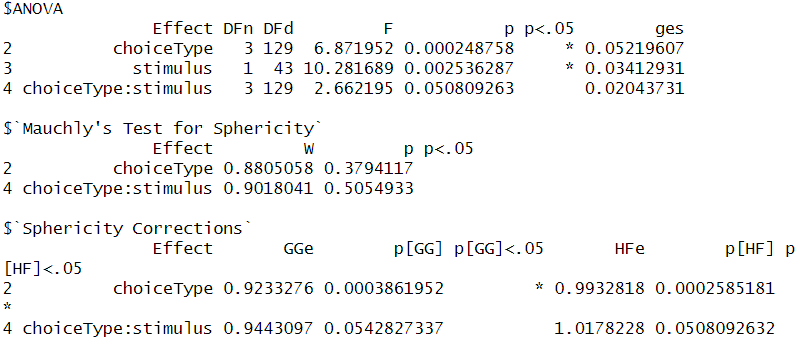 $ANOVA
Effect DFn DFd F p p<.05 ges
2 choiceType 3 129 6.871952 0.000248758 * 0.05219607
3 stimulus 1 43 10.281689 0.002536287 * 0.03412931
4 choiceType:stimulus 3 129 2.662195 0.050809263 0.02043731
$`Mauchly's Test for Sphericity`
Effect W p p<.05
2 choiceType 0.8805058 0.3794117
4 choiceType:stimulus 0.9018041 0.5054933
$`Sphericity Corrections`
Effect GGe p[GG] p[GG]<.05 HFe p[HF] p
[HF]<.05
2 choiceType 0.9233276 0.0003861952 * 0.9932818 0.0002585181
*
4 choiceType:stimulus 0.9443097 0.0542827337 1.0178228 0.0508092632